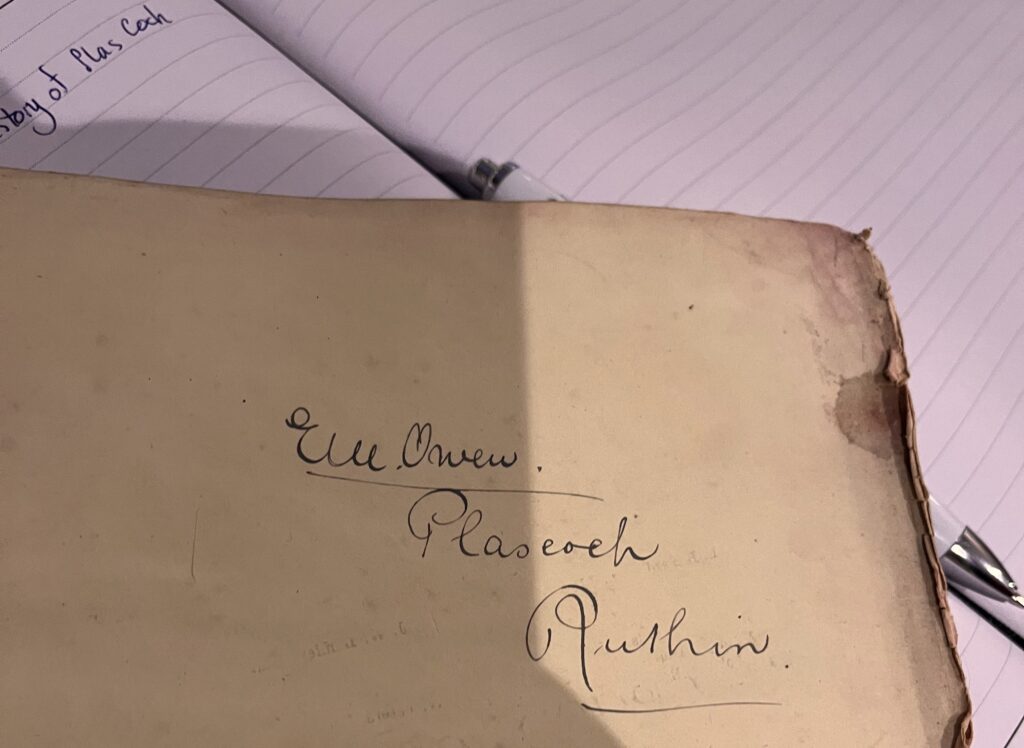 story of Plas Coch
Owen.
Plascoch
Ruthin.